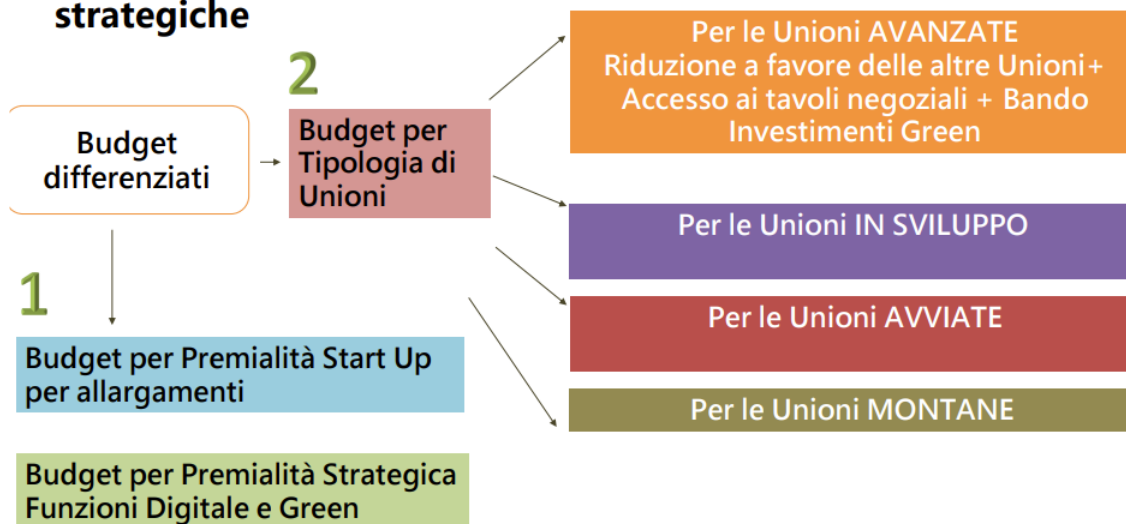 strategiche
Budget
differenziati
1
Budget per Premialità Start Up
per allargamenti
Budget per Premialità Strategica
Funzioni Digitale e Green
2
Budget per
Tipologia di
Unioni
Per le Unioni AVANZATE
Riduzione a favore delle altre Unioni+
Accesso ai tavoli negoziali + Bando
Investimenti Green
Per le Unioni IN SVILUPPO
Per le Unioni AVVIATE
Per le Unioni MONTANE